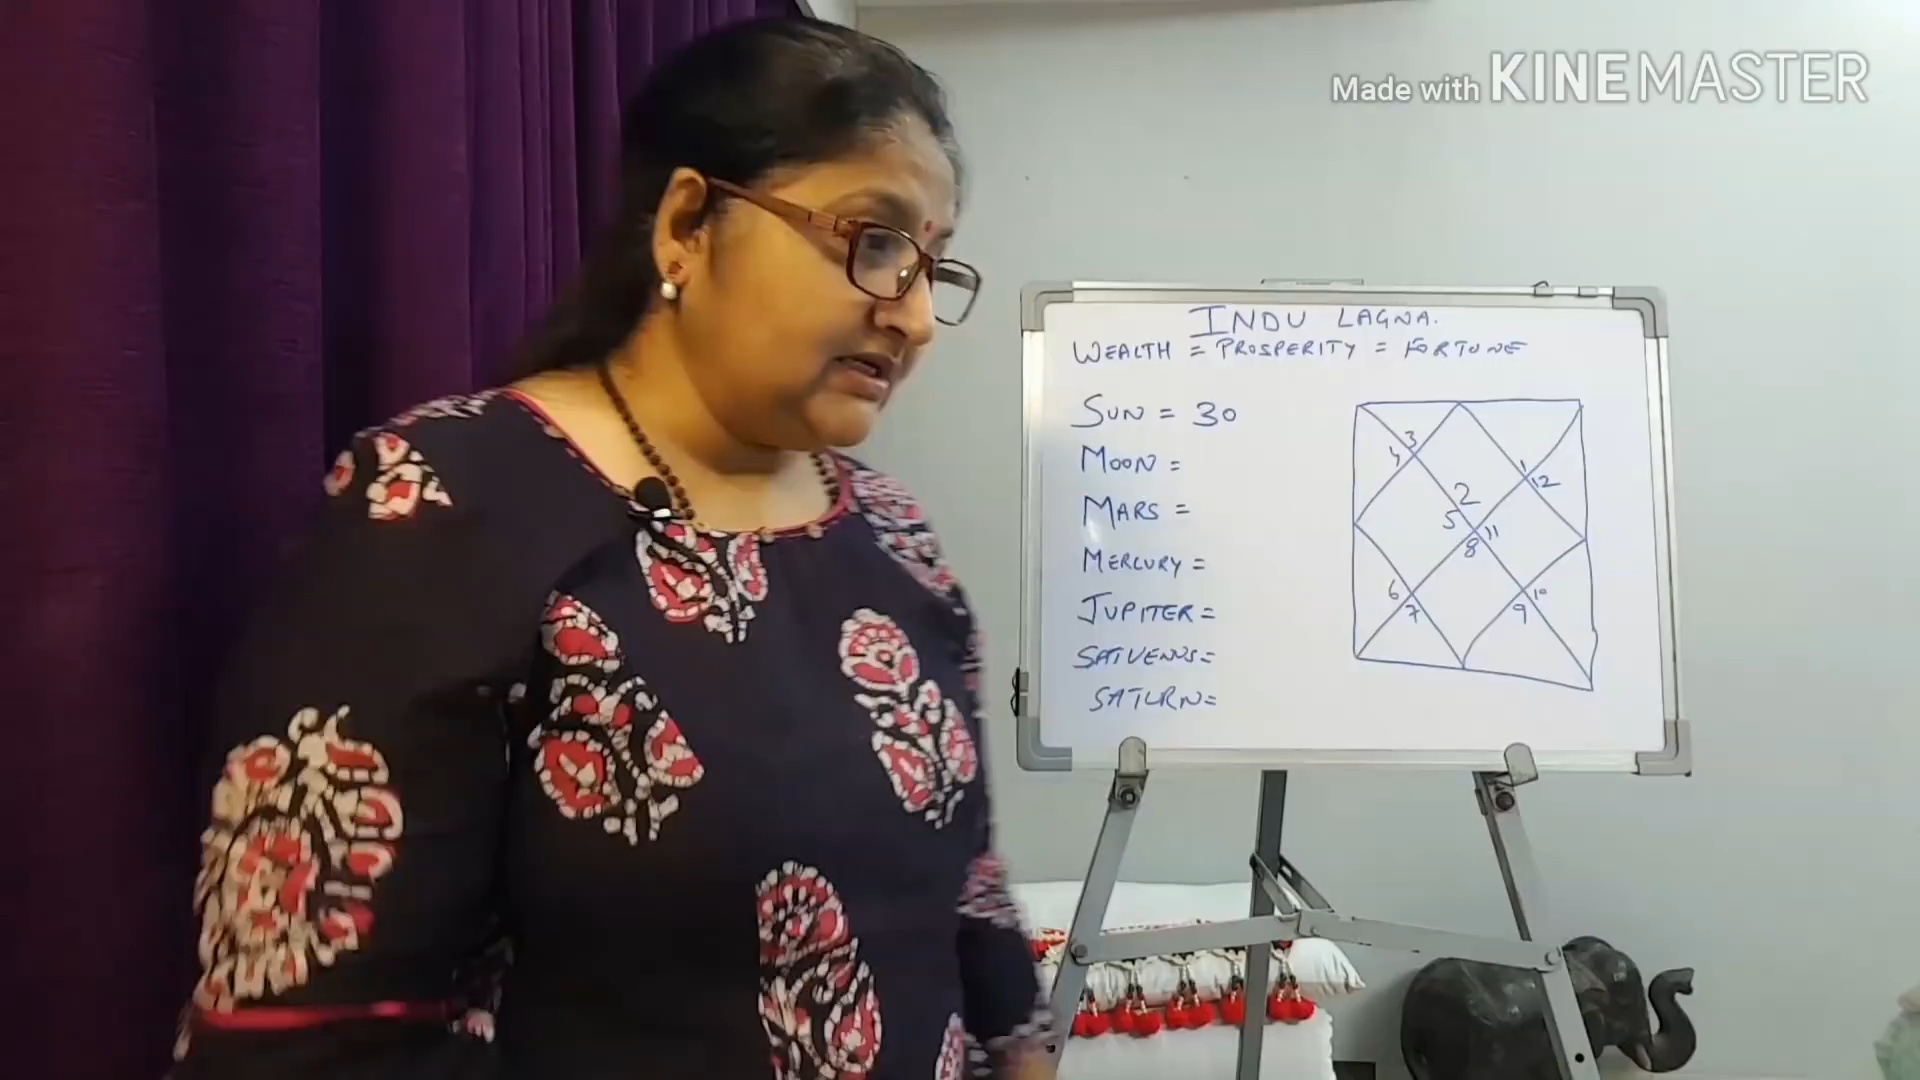 Made with KINEMASTER
INDU LAGNA.
WEALTH = PROSPERITY = FORTUNE
SUN = 30
MOON =
MARS =
MERCURY =
JUPITER =
SATVENUS=
SATURN=
3
4
1
12
2
5
11
8
6
7
10
9